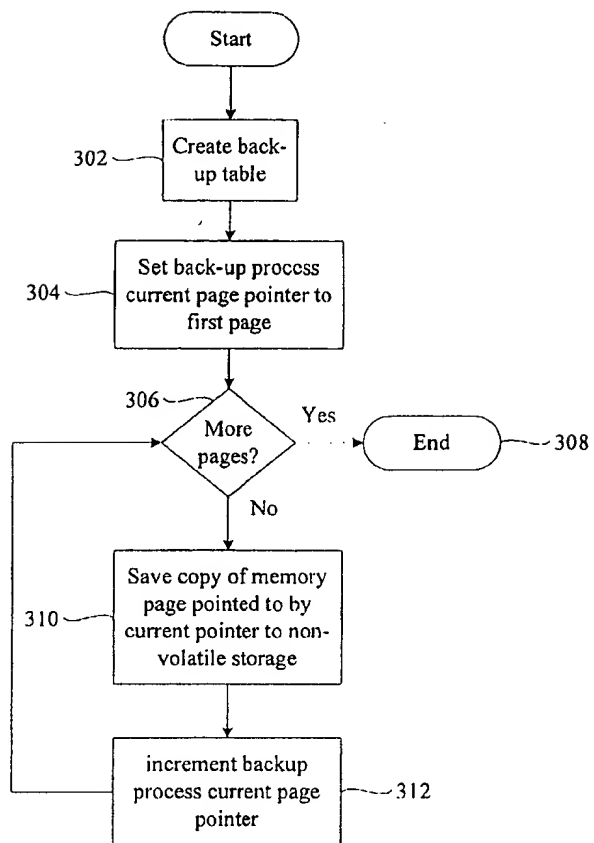 Start
302
Create back-
up table
304
Set back-up process
current page pointer to
first page
306
More
pages?
Yes
End
308
No
310
Save copy of memory
page pointed to by
current pointer to non-
volatile storage
increment backup
process current page
pointer
312